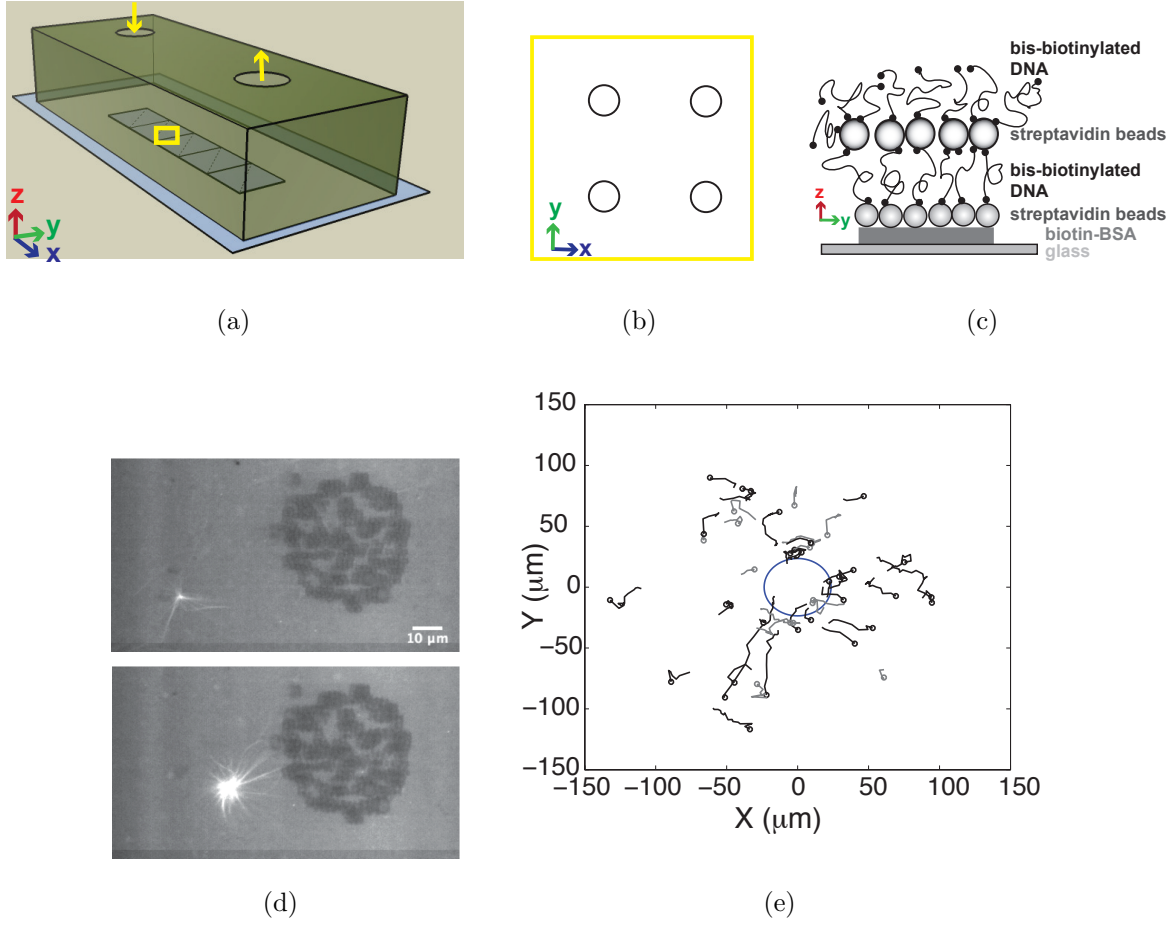 z
y
x
(a)
y
x
(b)
bis-biotinylated
DNA
streptavidin beads
bis-biotinylated
DNA
z
y
streptavidin beads
biotin-BSA
glass
(c)
10 μm
(d)
150
100
50
0
−50
−100
−150
−150 −100 −50 0 50 100 150
Y (μm)
X (μm)
(e)